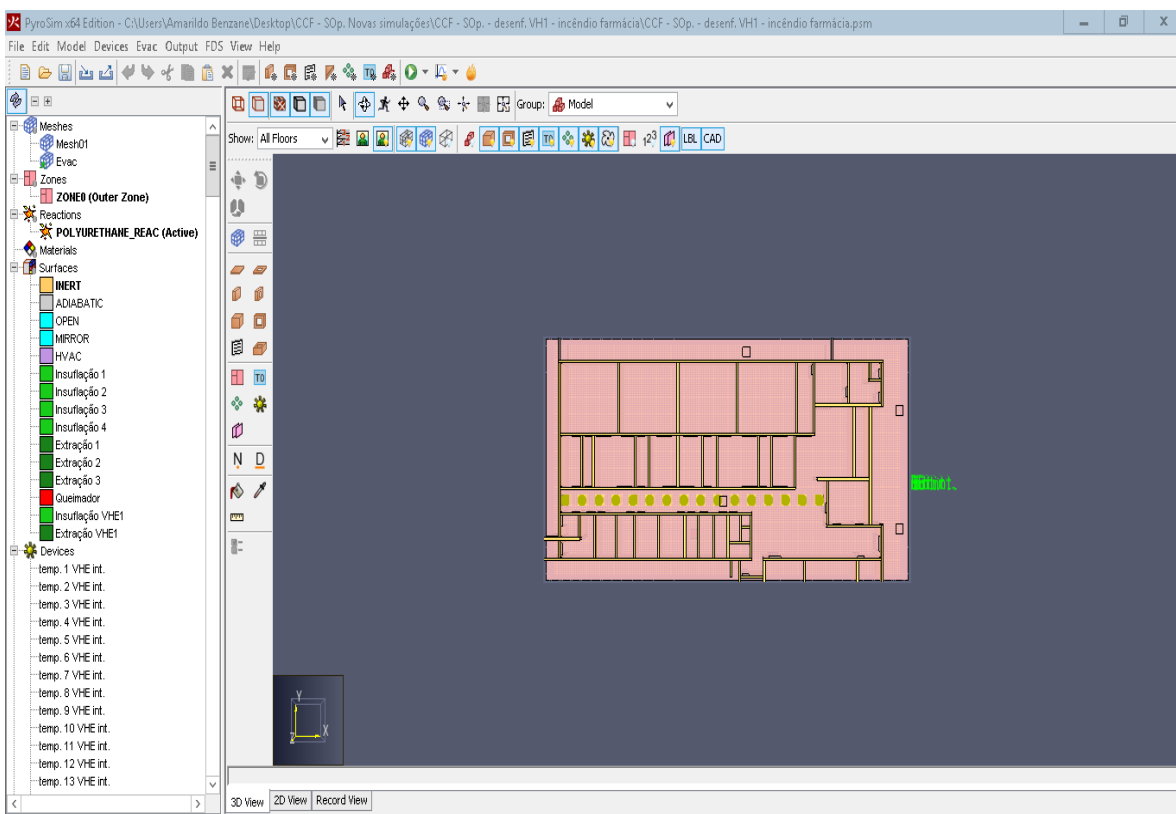 PyroSim x64 Edition - C:\Users\Amarildo Benzane\Desktop\CCF - SOp. Novas simulações\CCF - SOp. - desenf. VH1 - incêndio farmácia\CCF - SOp. - desenf. VH1 - incêndio farmácia.psm
File Edit Model Devices Evac Output FDS View Help
Group: Model
Show: All Floors
LBL CAD
Meshes
Mesh01
Evac
Zones
ZONE0 (Outer Zone)
Reactions
POLYURETHANE_REAC (Active)
Materials
Surfaces
INERT
ADIABATIC
OPEN
MIRROR
HVAC
Insuflação 1
Insuflação 2
Insuflação 3
Insuflação 4
Extração 1
Extração 2
Extração 3
Queimador
Insuflação VHE1
Extração VHE1
Devices
temp. 1 VHE int.
temp. 2 VHE int.
temp. 3 VHE int.
temp. 4 VHE int.
temp. 5 VHE int.
temp. 6 VHE int.
temp. 7 VHE int.
temp. 8 VHE int.
temp. 9 VHE int.
temp. 10 VHE int.
temp. 11 VHE int.
temp. 12 VHE int.
temp. 13 VHE int.
N D
Y
Z X
3D View 2D View Record View